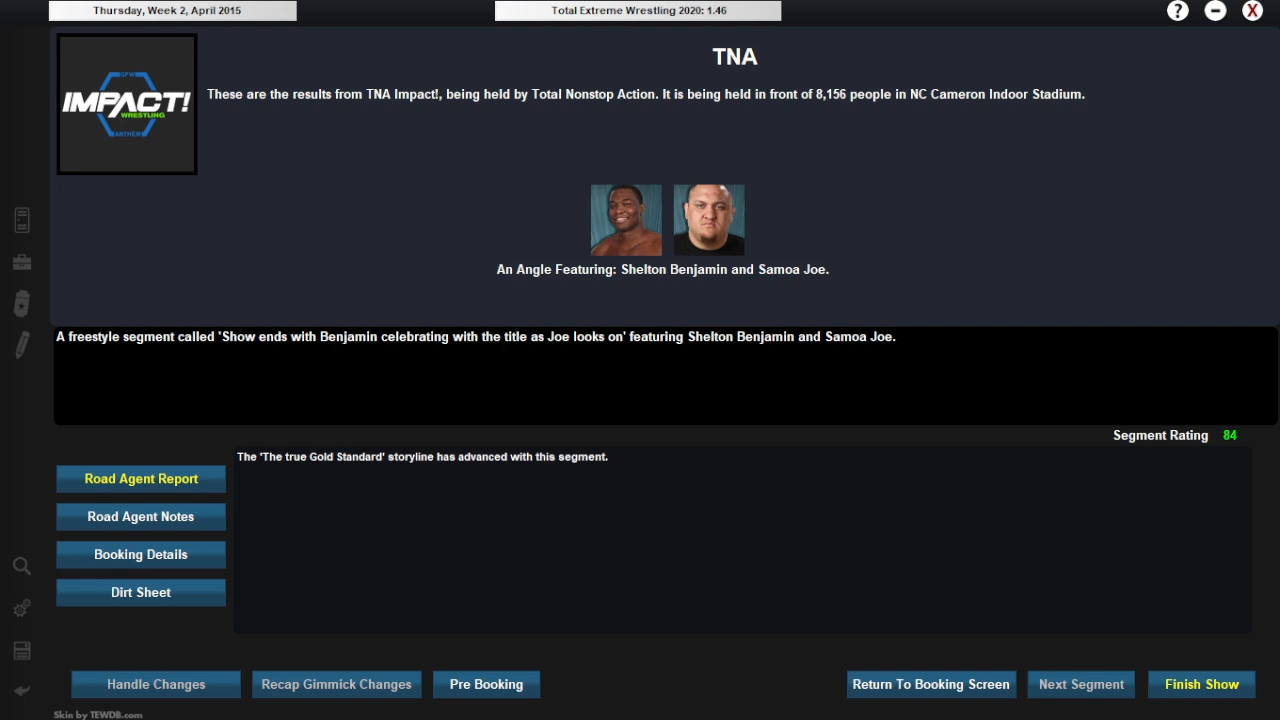 Thursday, Week 2, April 2015
Total Extreme Wrestling 2020: 1.46
?
X
TNA
GFW
IMPACT!
WRESTLING
ANTHEM
These are the results from TNA Impact!, being held by Total Nonstop Action. It is being held in front of 8,156 people in NC Cameron Indoor Stadium.
An Angle Featuring: Shelton Benjamin and Samoa Joe.
A freestyle segment called 'Show ends with Benjamin celebrating with the title as Joe looks on' featuring Shelton Benjamin and Samoa Joe.
Segment Rating 84
The 'The true Gold Standard' storyline has advanced with this segment.
Road Agent Report
Road Agent Notes
Booking Details
Dirt Sheet
Handle Changes
Recap Gimmick Changes
Pre Booking
Return To Booking Screen
Next Segment
Finish Show
Skin by TEWDB.com